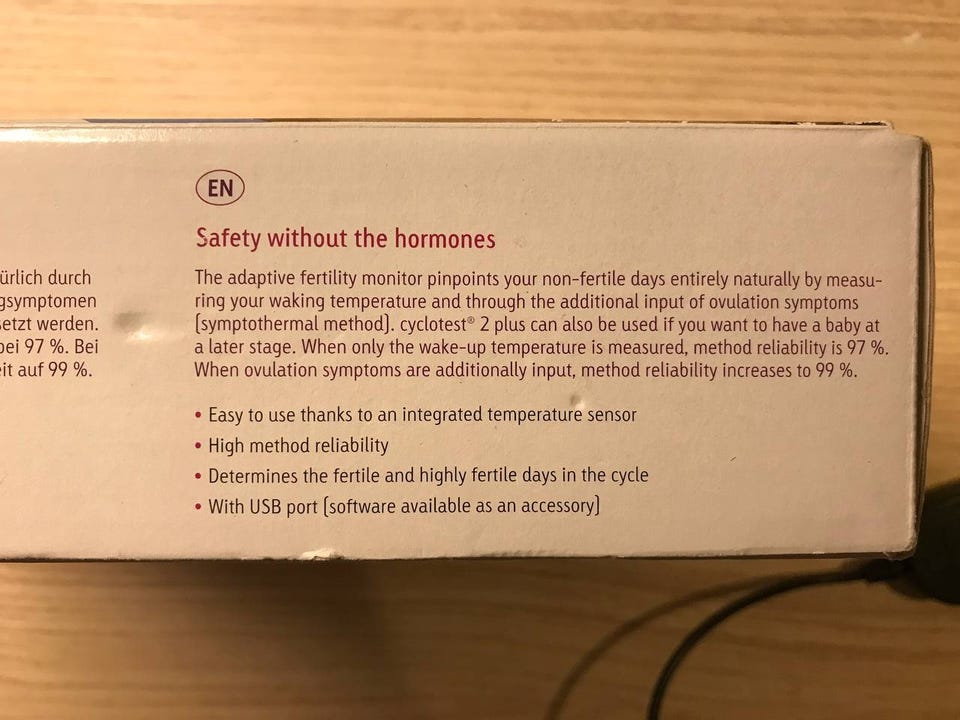 EN
Safety without the hormones
ürlich durch
gsymptomen
setzt werden.
bei 97 %. Bei
eit auf 99 %.
The adaptive fertility monitor pinpoints your non-fertile days entirely naturally by measu-
ring your waking temperature and through the additional input of ovulation symptoms
(symptothermal method). cyclotest® 2 plus can also be used if you want to have a baby at
a later stage. When only the wake-up temperature is measured, method reliability is 97 %.
When ovulation symptoms are additionally input, method reliability increases to 99 %.
• Easy to use thanks to an integrated temperature sensor
• High method reliability
• Determines the fertile and highly fertile days in the cycle
• With USB port (software available as an accessory)